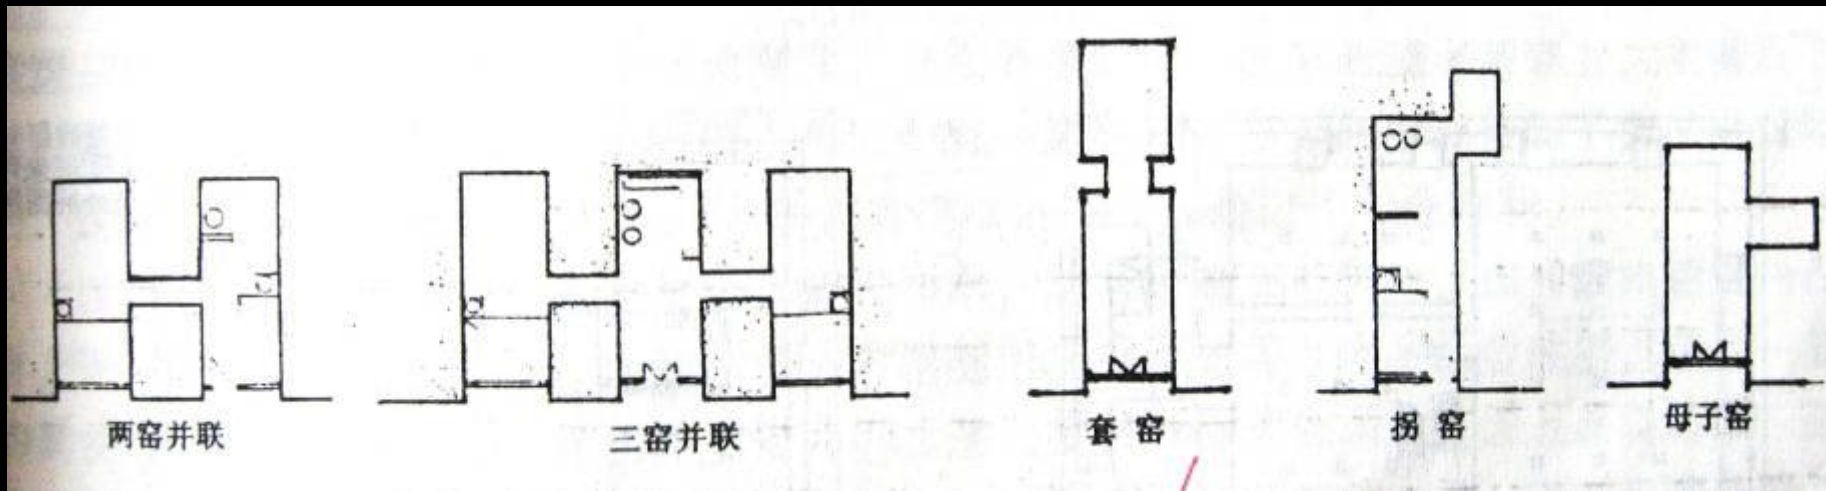 两窑并联
三窑并联
套 窑
拐 窑
母子窑